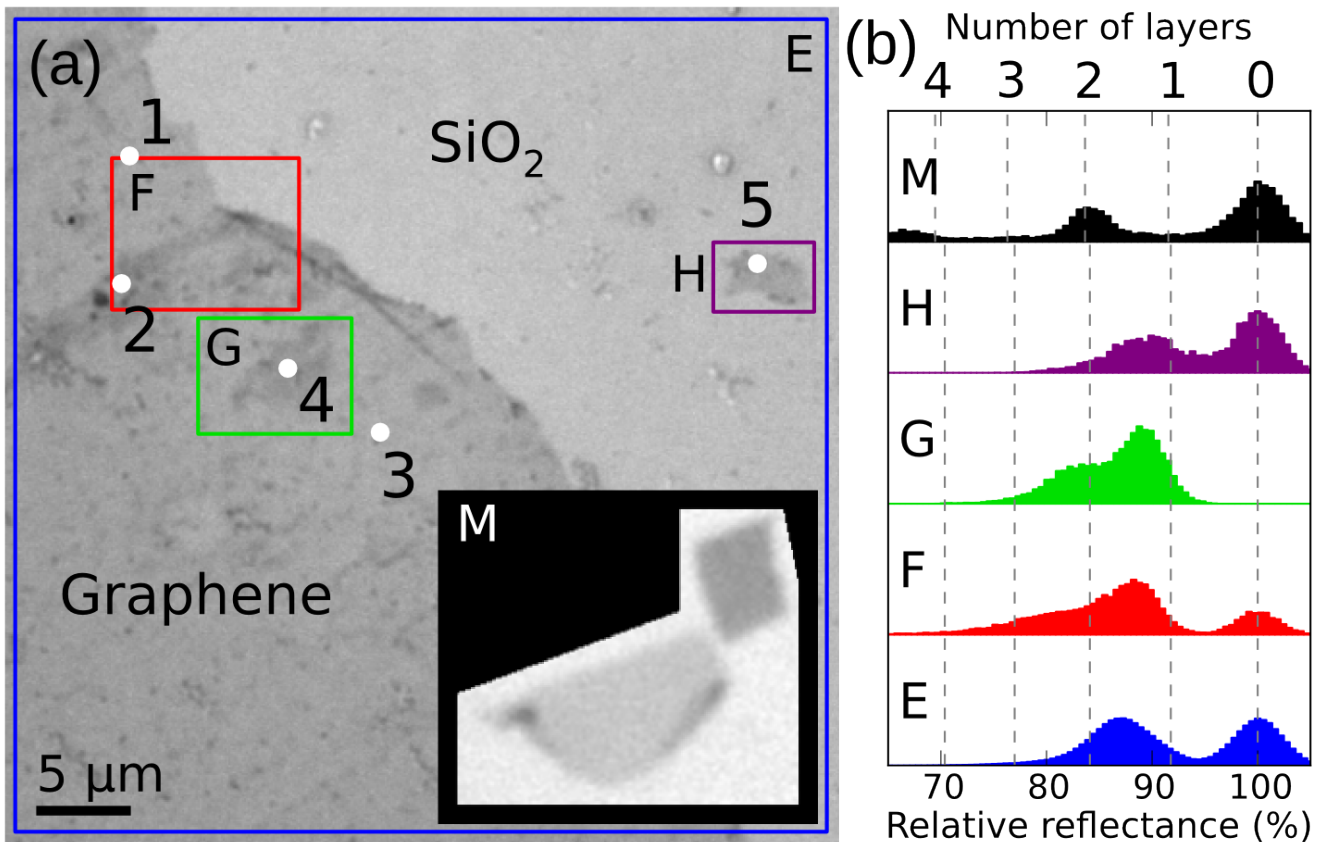 (a)
E
1
SiO₂
F
5
H
2
G
4
3
M
Graphene
5 μm
(b)
Number of layers
4 3 2 1 0
M
H
G
F
E
70 80 90 100
Relative reflectance (%)